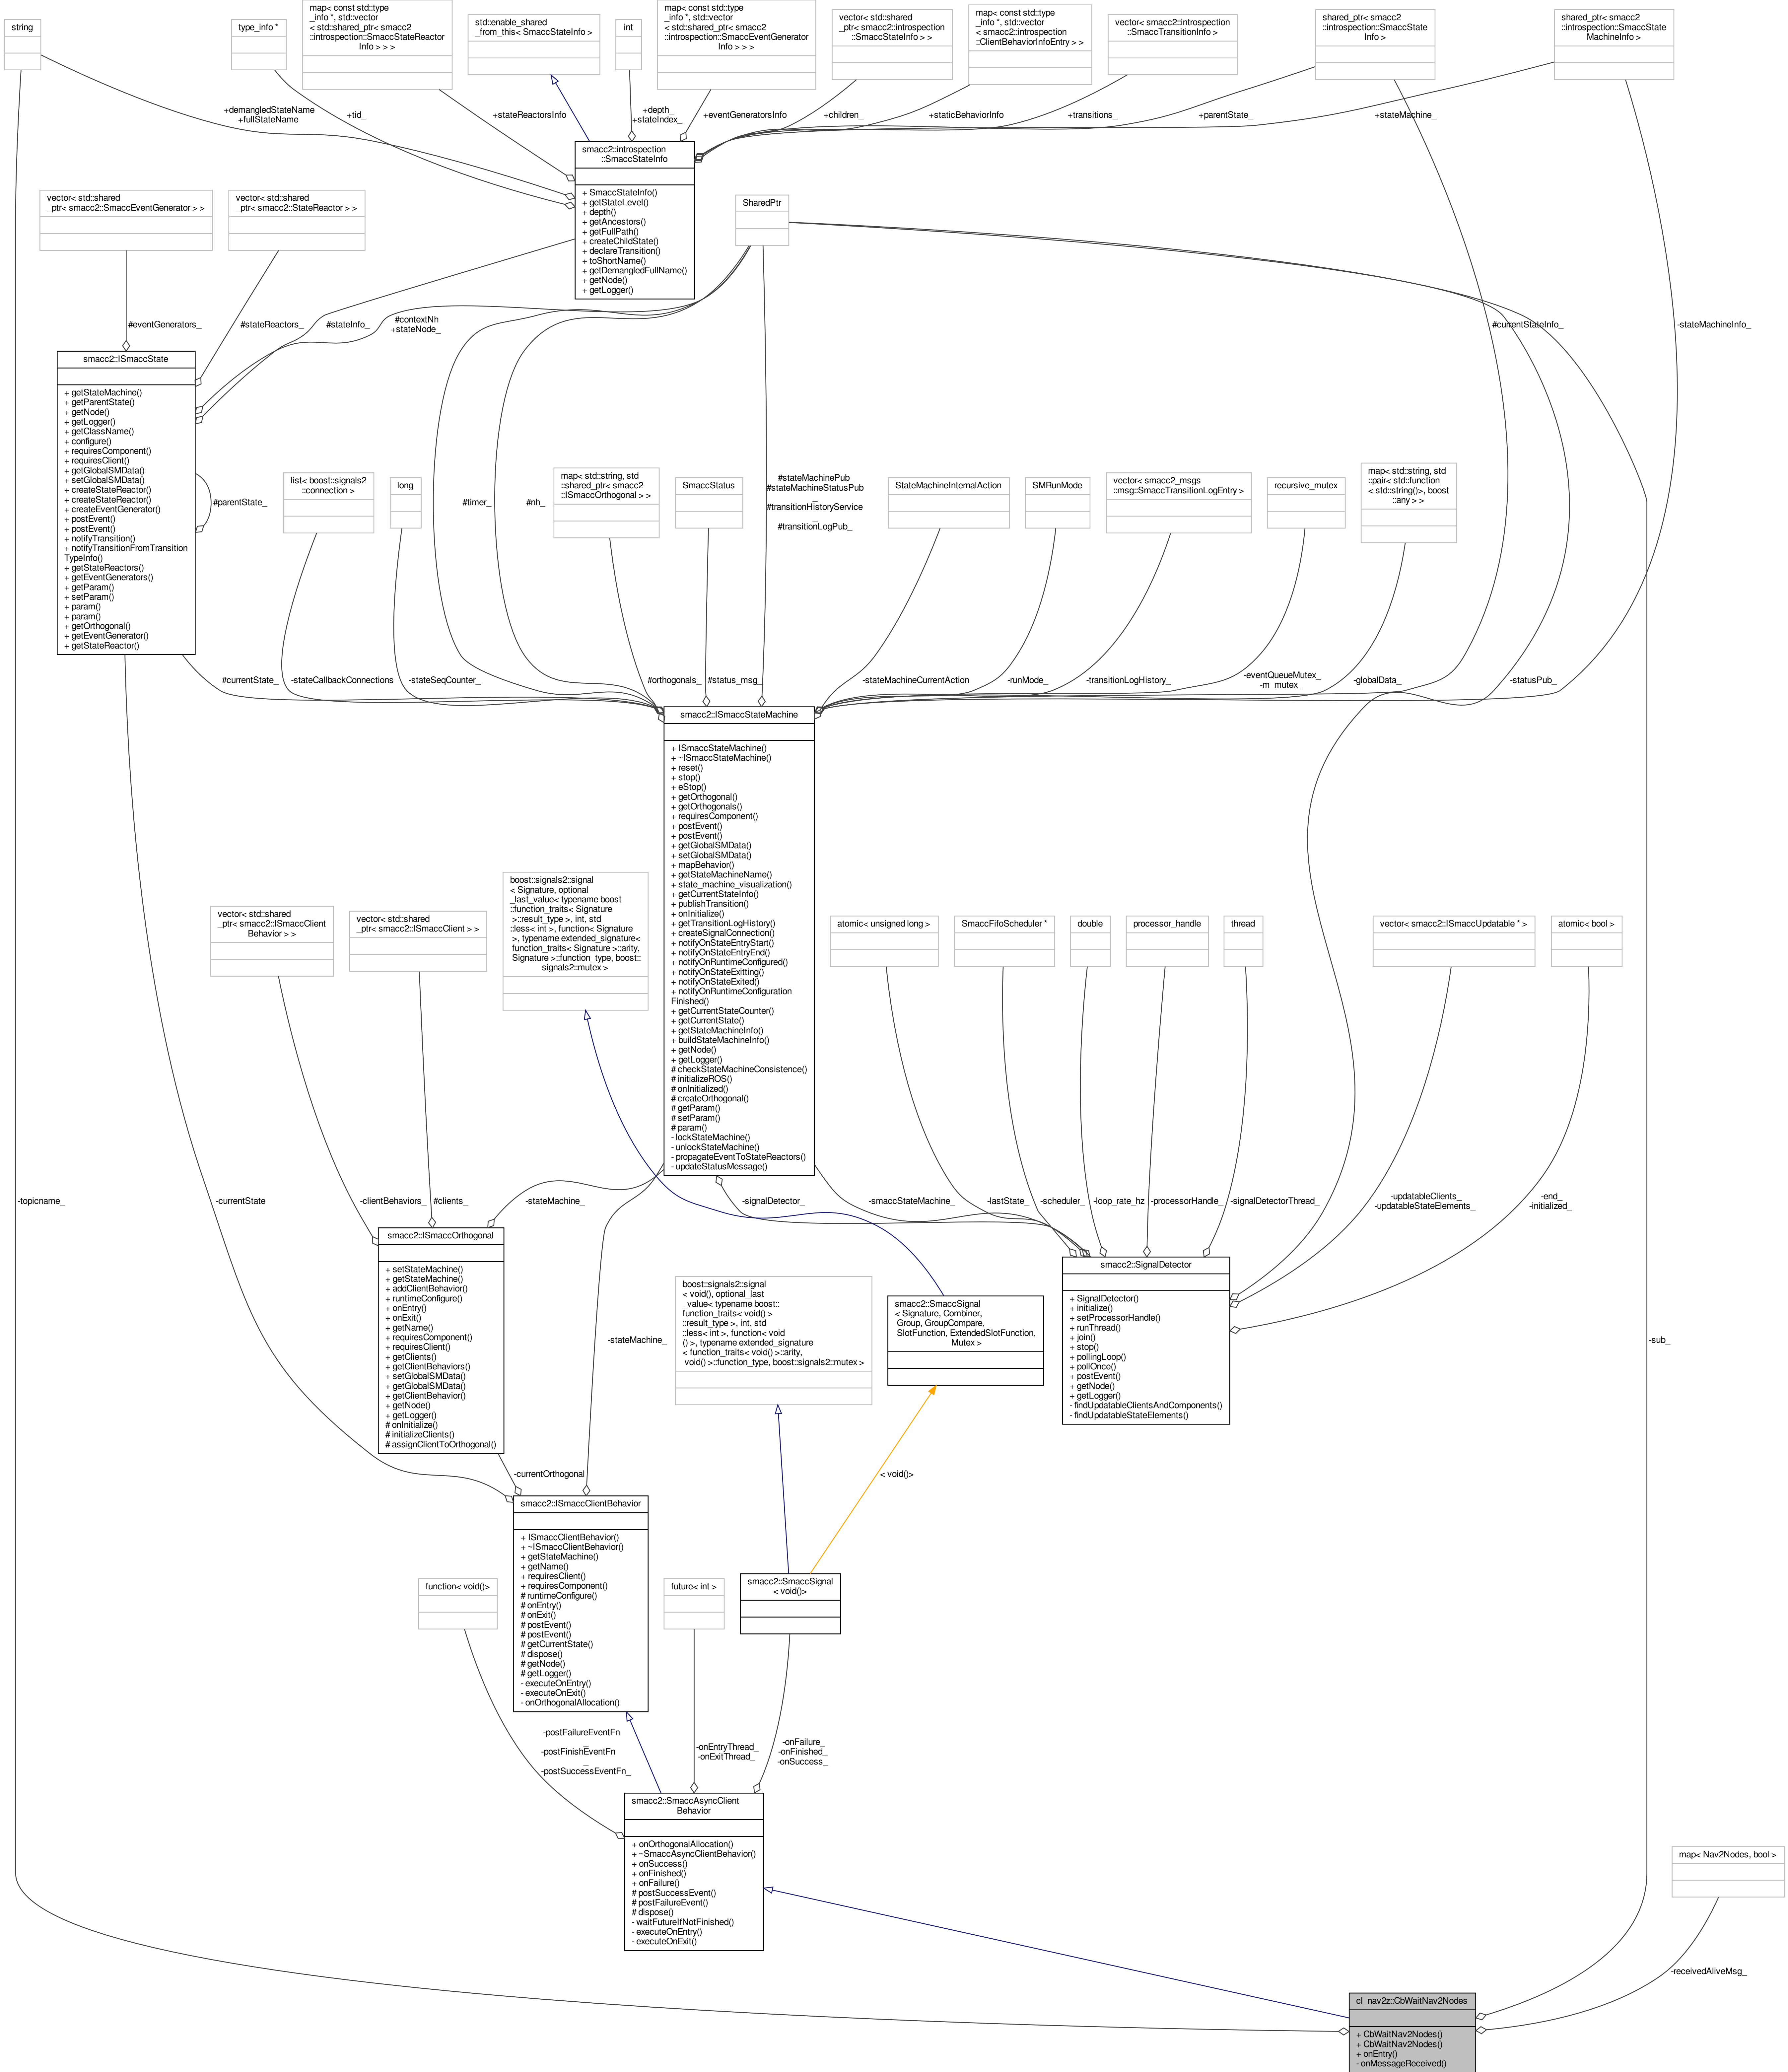 string
type_info *
map< const std::type
_info *, std::vector
< std::shared_ptr< smacc2
::introspection::SmaccStateReactor
Info > > >
std::enable_shared
_from_this< SmaccStateInfo >
int
map< const std::type
_info *, std::vector
< std::shared_ptr< smacc2
::introspection::SmaccEventGenerator
Info > > >
vector< std::shared
_ptr< smacc2::introspection
::SmaccStateInfo > >
map< const std::type
_info *, std::vector
< smacc2::introspection
::ClientBehaviorInfoEntry > >
vector< smacc2::introspection
::SmaccTransitionInfo >
shared_ptr< smacc2
::introspection::SmaccState
Info >
shared_ptr< smacc2
::introspection::SmaccState
MachineInfo >
+demangledStateName
+fullStateName
+tid_
+stateReactorsInfo
+depth_
+stateIndex_
+eventGeneratorsInfo
+children_
+staticBehaviorInfo
+transitions_
+parentState_
+stateMachine_
smacc2::introspection
::SmaccStateInfo
+ SmaccStateInfo()
+ getStateLevel()
+ depth()
+ getAncestors()
+ getFullPath()
+ createChildState()
+ declareTransition()
+ toShortName()
+ getDemangledFullName()
+ getNode()
+ getLogger()
vector< std::shared
_ptr< smacc2::SmaccEventGenerator > >
vector< std::shared
_ptr< smacc2::StateReactor > >
SharedPtr
#eventGenerators_
#stateReactors_
#stateInfo_
#contextNh
+stateNode_
#currentStateInfo_
-stateMachineInfo_
smacc2::ISmaccState
+ getStateMachine()
+ getParentState()
+ getNode()
+ getLogger()
+ getClassName()
+ configure()
+ requiresComponent()
+ requiresClient()
+ getGlobalSMData()
+ setGlobalSMData()
+ createStateReactor()
+ createStateReactor()
+ createEventGenerator()
+ postEvent()
+ postEvent()
+ notifyTransition()
+ notifyTransitionFromTransition
TypeInfo()
+ getStateReactors()
+ getEventGenerators()
+ getParam()
+ setParam()
+ param()
+ param()
+ getOrthogonal()
+ getEventGenerator()
+ getStateReactor()
#parentState_
list< boost::signals2
::connection >
long
#timer_
#nh_
map< std::string, std
::shared_ptr< smacc2
::ISmaccOrthogonal > >
SmaccStatus
#stateMachinePub_
#stateMachineStatusPub
_
#transitionHistoryService
_
#transitionLogPub_
StateMachineInternalAction
SMRunMode
vector< smacc2_msgs
::msg::SmaccTransitionLogEntry >
recursive_mutex
map< std::string, std
::pair< std::function
< std::string()>, boost
::any > >
#currentState_
-stateCallbackConnections
-stateSeqCounter_
#orthogonals_
#status_msg_
-stateMachineCurrentAction
-runMode_
-transitionLogHistory_
-eventQueueMutex_
-m_mutex_
-globalData_
-statusPub_
smacc2::ISmaccStateMachine
+ ISmaccStateMachine()
+ ~ISmaccStateMachine()
+ reset()
+ stop()
+ eStop()
+ getOrthogonal()
+ getOrthogonals()
+ requiresComponent()
+ postEvent()
+ postEvent()
+ getGlobalSMData()
+ setGlobalSMData()
+ mapBehavior()
+ getStateMachineName()
+ state_machine_visualization()
+ getCurrentStateInfo()
+ publishTransition()
+ onInitialize()
+ getTransitionLogHistory()
+ createSignalConnection()
+ notifyOnStateEntryStart()
+ notifyOnStateEntryEnd()
+ notifyOnRuntimeConfigured()
+ notifyOnStateExitting()
+ notifyOnStateExited()
+ notifyOnRuntimeConfiguration
Finished()
+ getCurrentStateCounter()
+ getCurrentState()
+ getStateMachineInfo()
+ buildStateMachineInfo()
+ getNode()
+ getLogger()
# checkStateMachineConsistence()
# initializeROS()
# onInitialized()
# createOrthogonal()
# getParam()
# setParam()
# param()
- lockStateMachine()
- unlockStateMachine()
- propagateEventToStateReactors()
- updateStatusMessage()
boost::signals2::signal
< Signature, optional
_last_value< typename boost
::function_traits< Signature
>::result_type >, int, std
::less< int >, function< Signature
>, typename extended_signature<
function_traits< Signature >::arity,
Signature >::function_type, boost::
signals2::mutex >
vector< std::shared
_ptr< smacc2::ISmaccClient
Behavior > >
vector< std::shared
_ptr< smacc2::ISmaccClient > >
atomic< unsigned long >
SmaccFifoScheduler *
double
processor_handle
thread
vector< smacc2::ISmaccUpdatable * >
atomic< bool >
-topicname_
-currentState
-clientBehaviors_
#clients_
-stateMachine_
-signalDetector_
-smaccStateMachine_
-lastState_
-scheduler_
-loop_rate_hz
-processorHandle_
-signalDetectorThread_
-updatableClients_
-updatableStateElements_
-end_
-initialized_
smacc2::ISmaccOrthogonal
+ setStateMachine()
+ getStateMachine()
+ addClientBehavior()
+ runtimeConfigure()
+ onEntry()
+ onExit()
+ getName()
+ requiresComponent()
+ requiresClient()
+ getClients()
+ getClientBehaviors()
+ setGlobalSMData()
+ getGlobalSMData()
+ getClientBehavior()
+ getNode()
+ getLogger()
# onInitialize()
# initializeClients()
# assignClientToOrthogonal()
-stateMachine_
boost::signals2::signal
< void(), optional_last
_value< typename boost::
function_traits< void() >
::result_type >, int, std
::less< int >, function< void
() >, typename extended_signature
< function_traits< void() >::arity,
void() >::function_type, boost::signals2::mutex >
smacc2::SmaccSignal
< Signature, Combiner,
Group, GroupCompare,
SlotFunction, ExtendedSlotFunction,
Mutex >
smacc2::SignalDetector
+ SignalDetector()
+ initialize()
+ setProcessorHandle()
+ runThread()
+ join()
+ stop()
+ pollingLoop()
+ pollOnce()
+ postEvent()
+ getNode()
+ getLogger()
- findUpdatableClientsAndComponents()
- findUpdatableStateElements()
-sub_
-currentOrthogonal
< void()>
smacc2::ISmaccClientBehavior
+ ISmaccClientBehavior()
+ ~ISmaccClientBehavior()
+ getStateMachine()
+ getName()
+ requiresClient()
+ requiresComponent()
# runtimeConfigure()
# onEntry()
# onExit()
# postEvent()
# postEvent()
# getCurrentState()
# dispose()
# getNode()
# getLogger()
- executeOnEntry()
- executeOnExit()
- onOrthogonalAllocation()
function< void()>
future< int >
smacc2::SmaccSignal
< void()>
-postFailureEventFn
_
-postFinishEventFn
_
-postSuccessEventFn_
-onEntryThread_
-onExitThread_
-onFailure_
-onFinished_
-onSuccess_
smacc2::SmaccAsyncClient
Behavior
+ onOrthogonalAllocation()
+ ~SmaccAsyncClientBehavior()
+ onSuccess()
+ onFinished()
+ onFailure()
# postSuccessEvent()
# postFailureEvent()
# dispose()
- waitFutureIfNotFinished()
- executeOnEntry()
- executeOnExit()
map< Nav2Nodes, bool >
-receivedAliveMsg_
cl_nav2z::CbWaitNav2Nodes
+ CbWaitNav2Nodes()
+ CbWaitNav2Nodes()
+ onEntry()
- onMessageReceived()